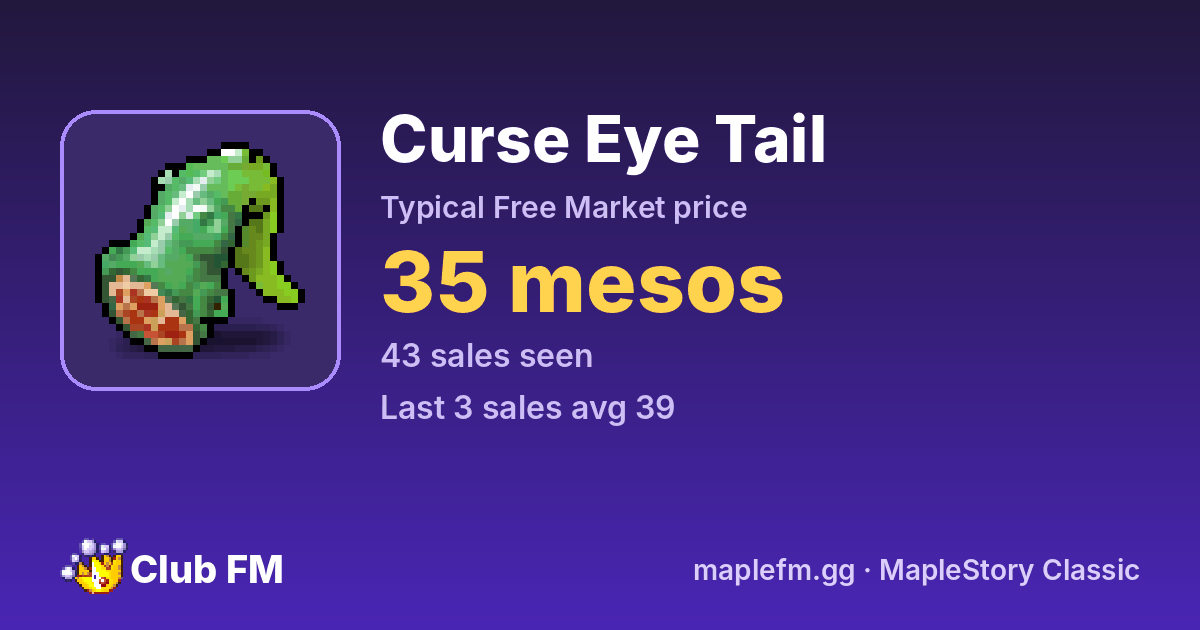 Curse Eye Tail
Typical Free Market price
35 mesos
43 sales seen
Last 3 sales avg 39
Club FM
maplefm.gg · MapleStory Classic